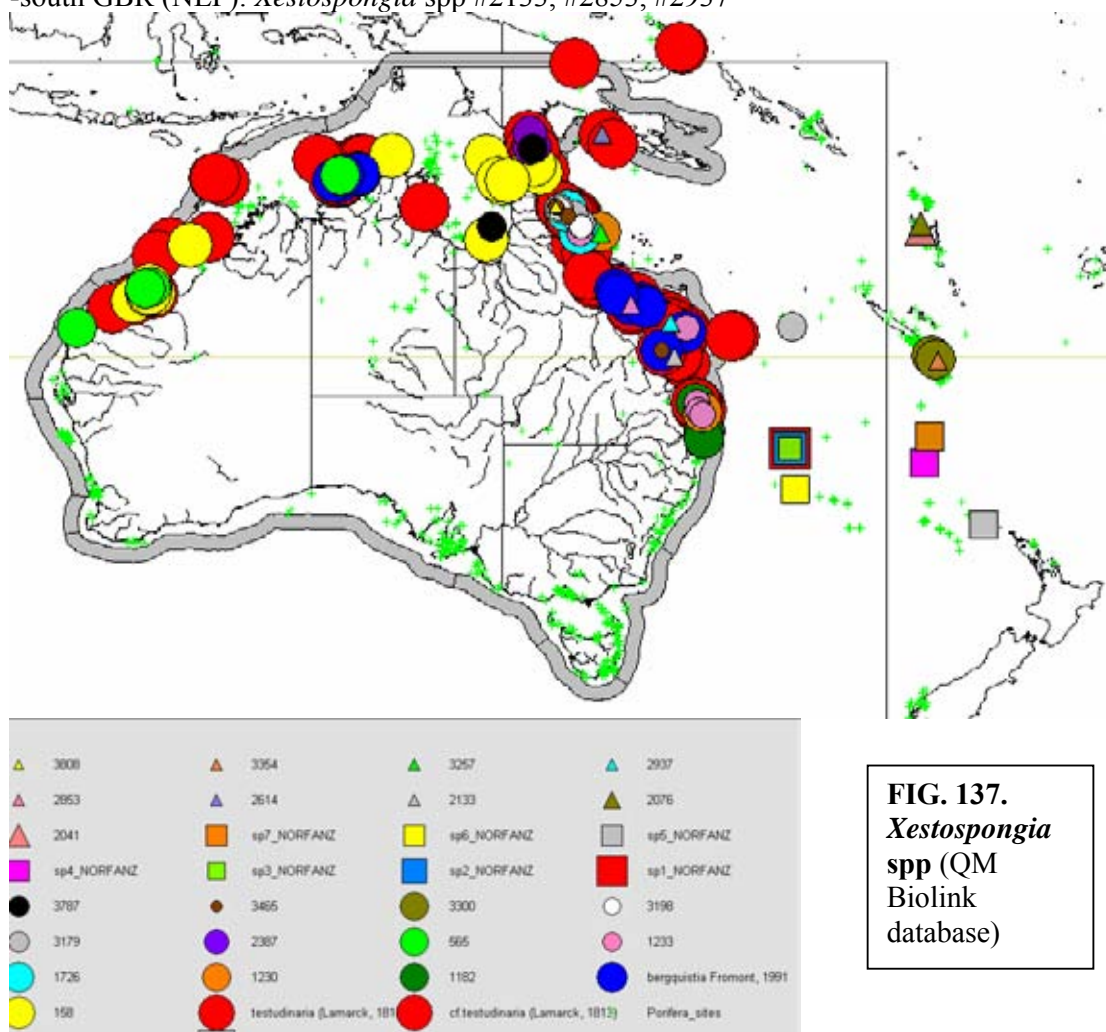 -south GBR (NEP): Xestospongia spp #2133, #2853, #2937
3808 3354 3257 2937
2853 2614 2133 2076
2041 sp7_NORFANZ sp6_NORFANZ sp5_NORFANZ
sp4_NORFANZ sp3_NORFANZ sp2_NORFANZ sp1_NORFANZ
3787 3465 3300 3198
3179 2387 565 1233
1726 1230 1182 bergquistia Fromont, 1991
158 testudinaria (Lamarck, 181 cf.testudinaria (Lamarck, 1813) Porifera_sites
FIG. 137.
Xestospongia
spp (QM
Biolink
database)